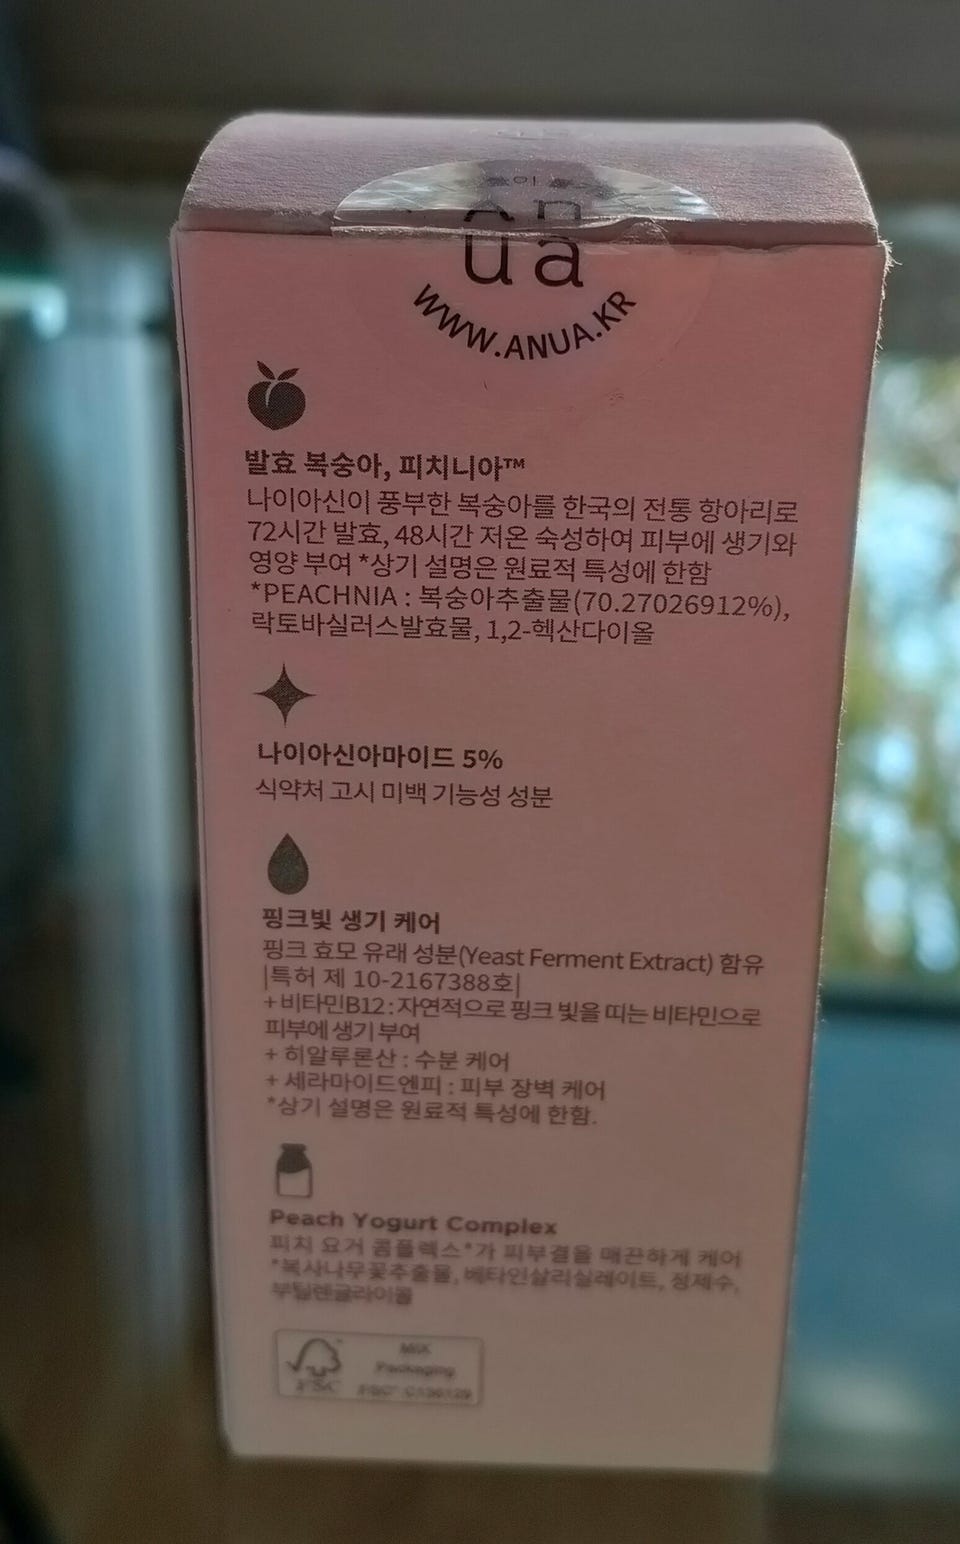 an
ua
WWW.ANUA.KR
발효 복숭아, 피치니아™
나이아신이 풍부한 복숭아를 한국의 전통 항아리로
72시간 발효, 48시간 저온 숙성하여 피부에 생기와
영양 부여 *상기 설명은 원료적 특성에 한함
*PEACHNIA : 복숭아추출물(70.27026912%),
락토바실러스발효물, 1,2-헥산다이올
나이아신아마이드 5%
식약처 고시 미백 기능성 성분
핑크빛 생기 케어
핑크 효모 유래 성분(Yeast Ferment Extract) 함유
|특허 제 10-2167388호|
+비타민B12 : 자연적으로 핑크 빛을 띠는 비타민으로
피부에 생기 부여
+ 히알루론산 : 수분 케어
+ 세라마이드엔피 : 피부 장벽 케어
*상기 설명은 원료적 특성에 한함.
Peach Yogurt Complex
피치 요거 콤플렉스*가 피부결을 매끈하게 케어
*복사나무꽃추출물, 베타인살리실레이트, 정제수,
부틸렌글라이콜
FSC
MIX
Packaging